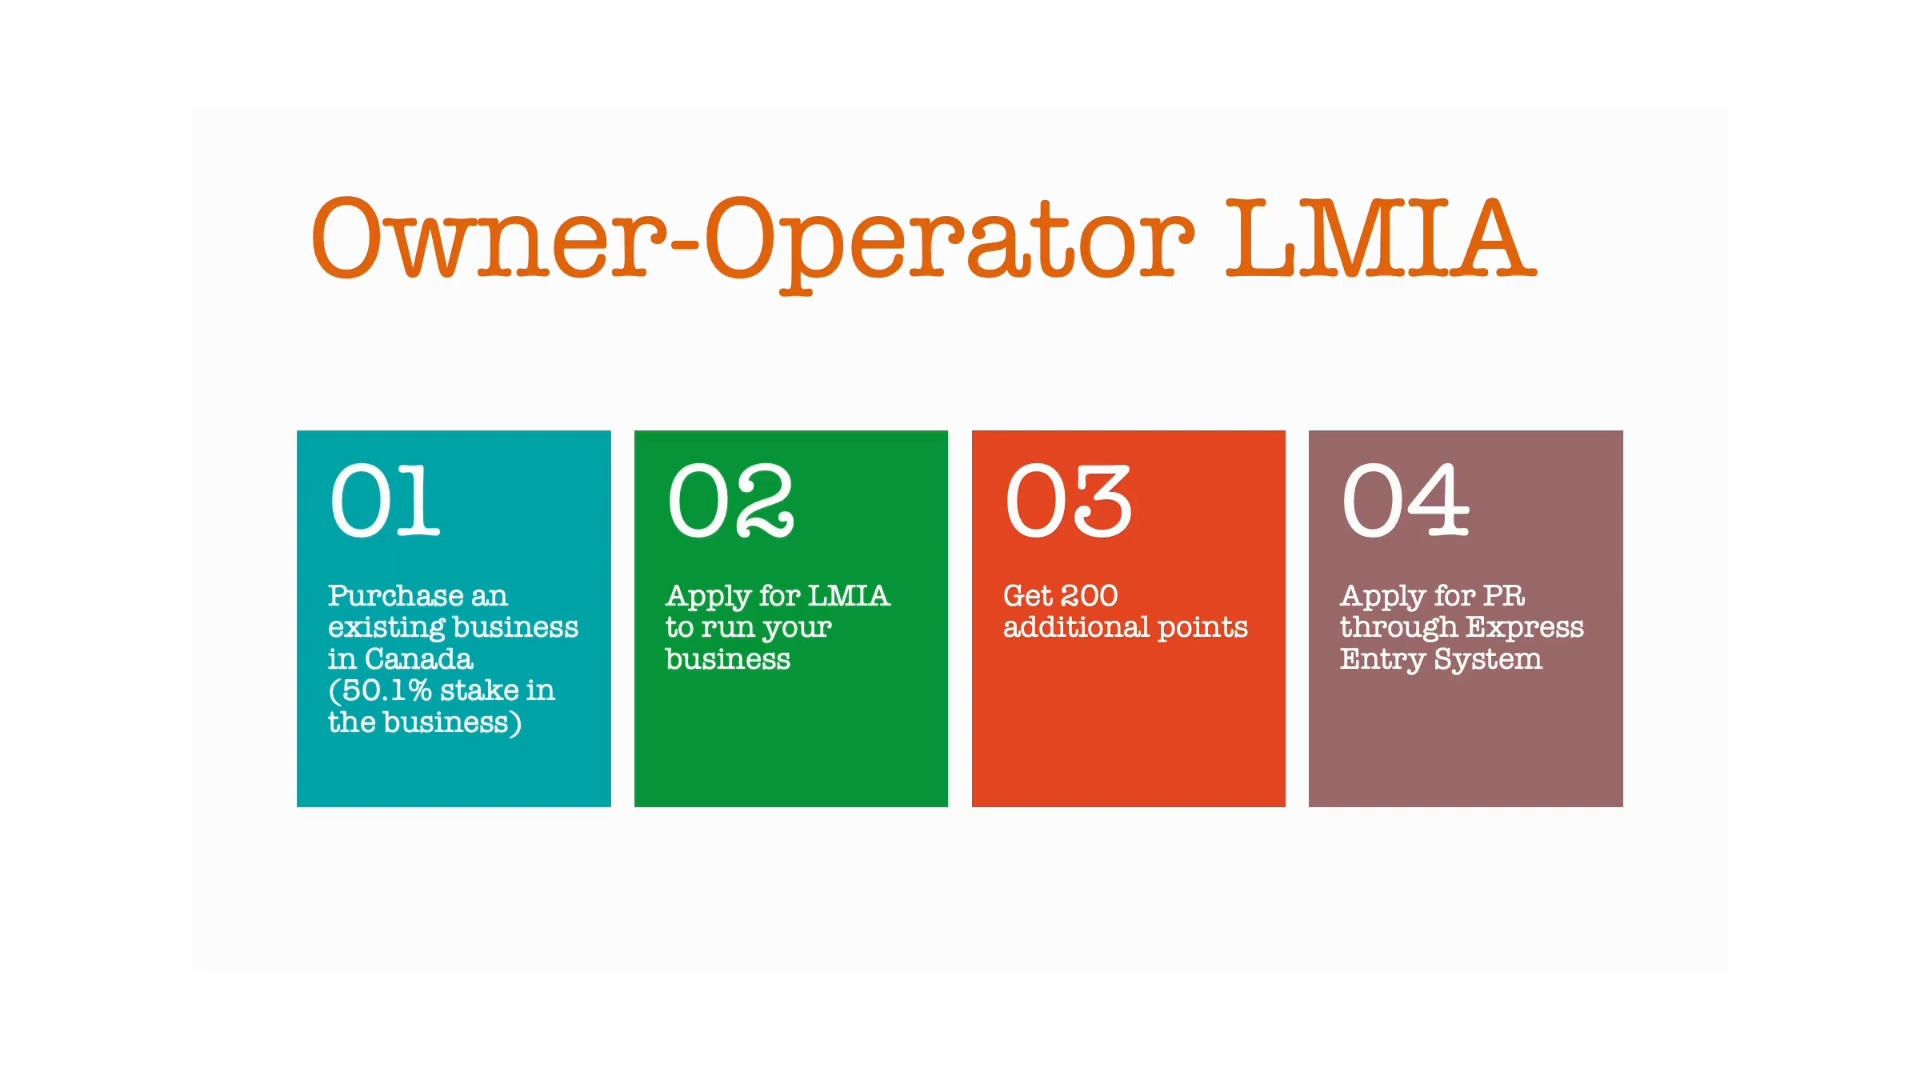 Owner-Operator LMIA
01
Purchase an
existing business
in Canada
(50.1% stake in
the business)
02
Apply for LMIA
to run your
business
03
Get 200
additional points
04
Apply for PR
through Express
Entry System